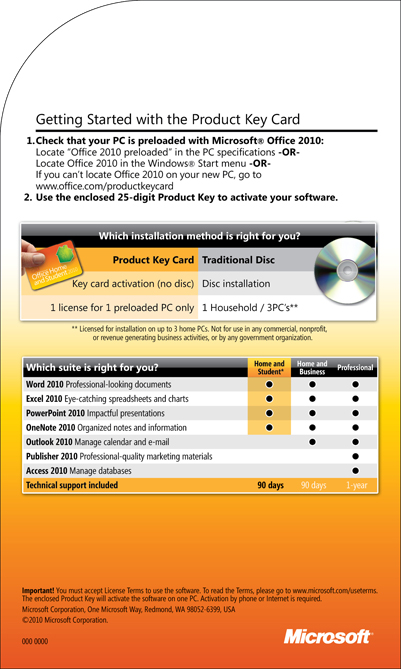 Getting Started with the Product Key Card
1. Check that your PC is preloaded with Microsoft® Office 2010:
Locate “Office 2010 preloaded” in the PC specifications -OR-
Locate Office 2010 in the Windows® Start menu -OR-
If you can’t locate Office 2010 on your new PC, go to
www.office.com/productkeycard
2. Use the enclosed 25-digit Product Key to activate your software.
Which installation method is right for you?
Office Home
and Student 2010
Product Key Card Traditional Disc
Key card activation (no disc) Disc installation
1 license for 1 preloaded PC only 1 Household / 3PC’s**
** Licensed for installation on up to 3 home PCs. Not for use in any commercial, nonprofit,
or revenue generating business activities, or by any government organization.
Which suite is right for you? Home and Student* Home and Business Professional
Word 2010 Professional-looking documents ● ● ●
Excel 2010 Eye-catching spreadsheets and charts ● ● ●
PowerPoint 2010 Impactful presentations ● ● ●
OneNote 2010 Organized notes and information ● ● ●
Outlook 2010 Manage calendar and e-mail ● ●
Publisher 2010 Professional-quality marketing materials ●
Access 2010 Manage databases ●
Technical support included 90 days 90 days 1-year
Important! You must accept License Terms to use the software. To read the Terms, please go to www.microsoft.com/useterms.
The enclosed Product Key will activate the software on one PC. Activation by phone or Internet is required.
Microsoft Corporation, One Microsoft Way, Redmond, WA 98052-6399, USA
©2010 Microsoft Corporation.
000 0000
Microsoft®